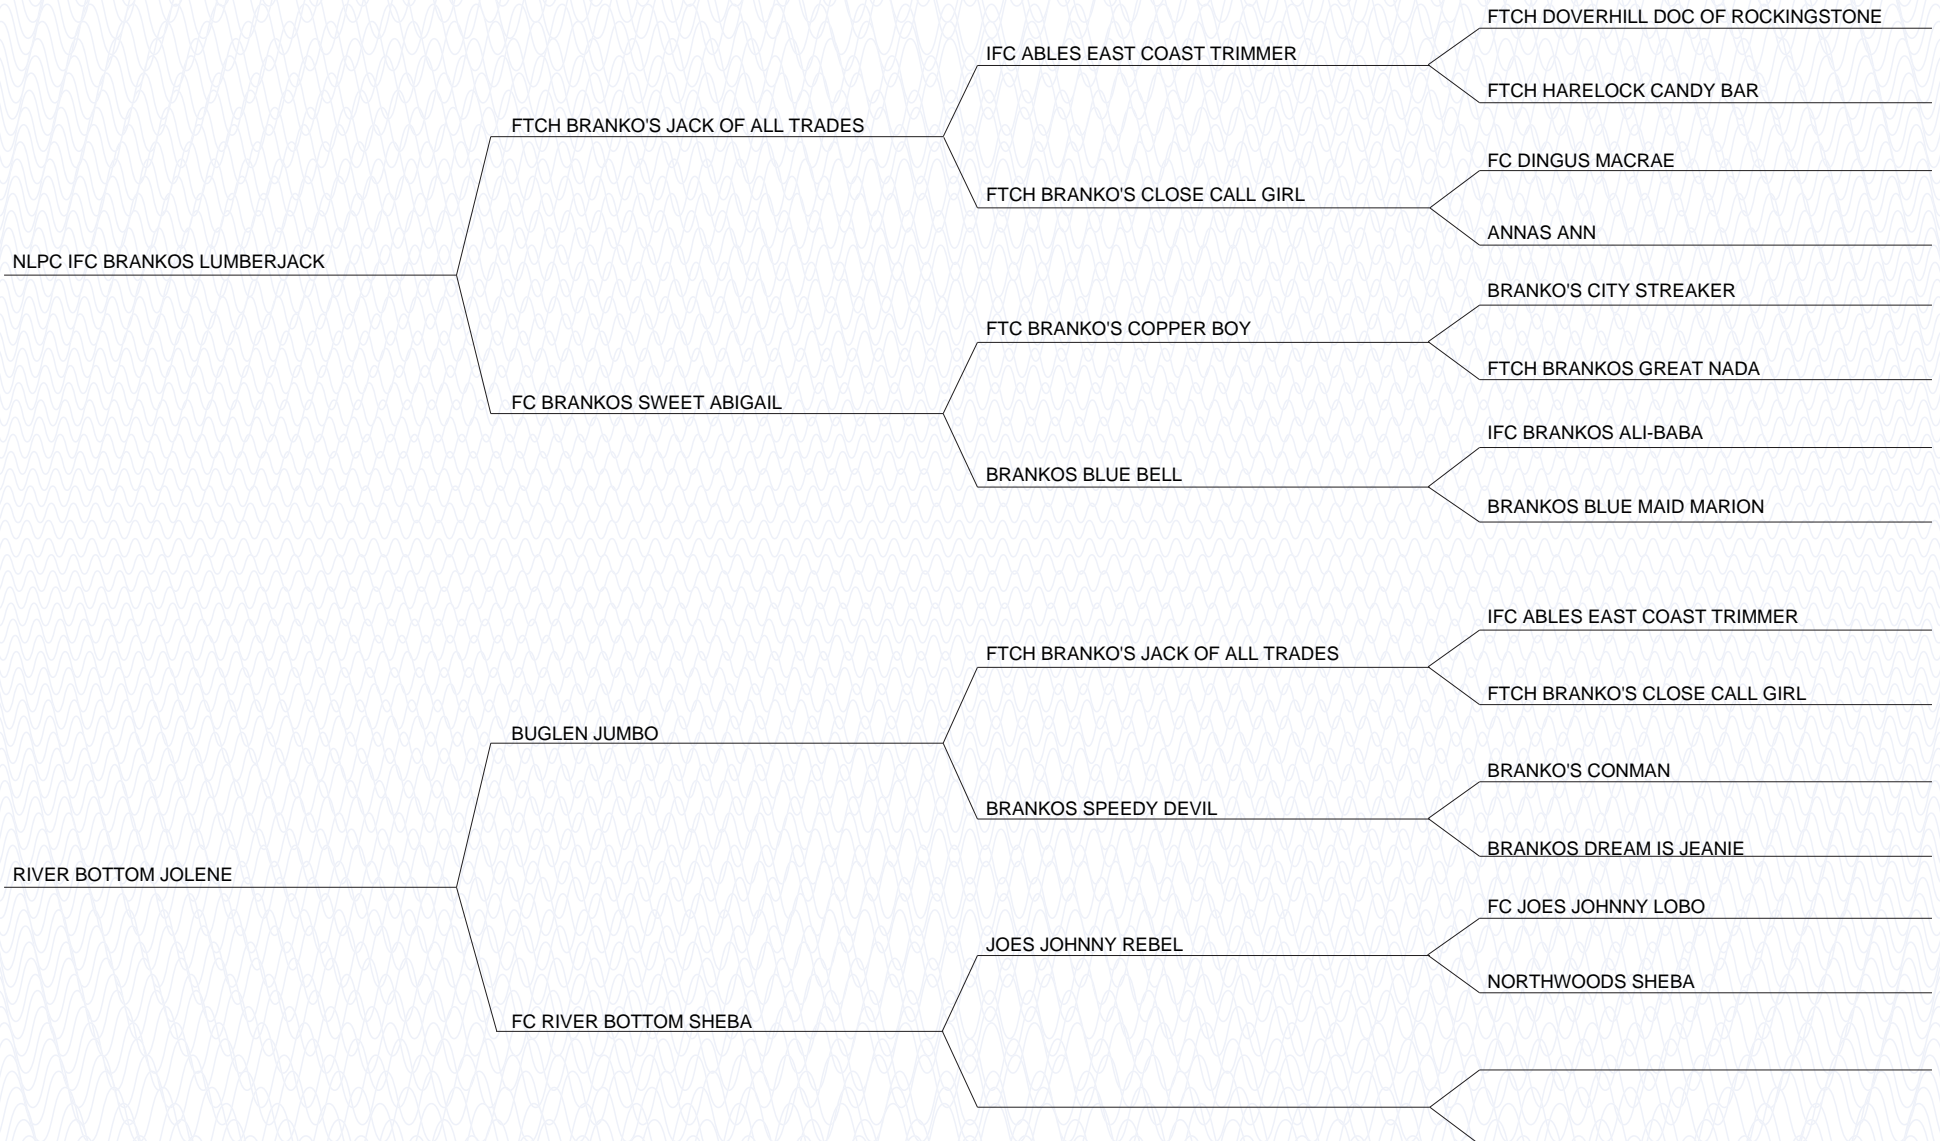 FTCH DOVERHILL DOC OF ROCKINGSTONE
IFC ABLES EAST COAST TRIMMER
FTCH HARELOCK CANDY BAR
FTCH BRANKO'S JACK OF ALL TRADES
FC DINGUS MACRAE
FTCH BRANKO'S CLOSE CALL GIRL
ANNAS ANN
NLPC IFC BRANKOS LUMBERJACK
BRANKO'S CITY STREAKER
FTC BRANKO'S COPPER BOY
FTCH BRANKOS GREAT NADA
FC BRANKOS SWEET ABIGAIL
IFC BRANKOS ALI-BABA
BRANKOS BLUE BELL
BRANKOS BLUE MAID MARION
IFC ABLES EAST COAST TRIMMER
FTCH BRANKO'S JACK OF ALL TRADES
FTCH BRANKO'S CLOSE CALL GIRL
BUGLEN JUMBO
BRANKO'S CONMAN
BRANKOS SPEEDY DEVIL
BRANKOS DREAM IS JEANIE
RIVER BOTTOM JOLENE
FC JOES JOHNNY LOBO
JOES JOHNNY REBEL
NORTHWOODS SHEBA
FC RIVER BOTTOM SHEBA